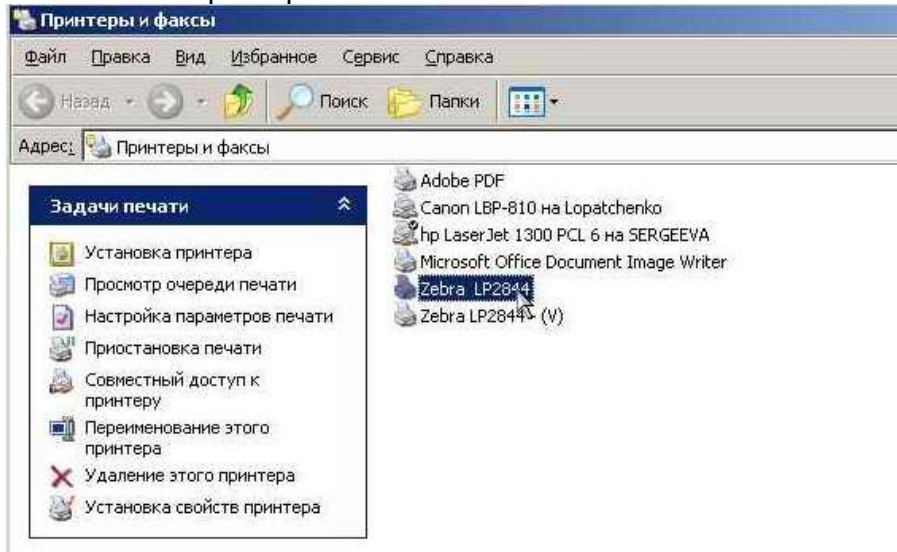 Принтеры и факсы
Файл Правка Вид Избранное Сервис Справка
Назад Поиск Папки
Адрес: Принтеры и факсы
Задачи печати
Установка принтера
Просмотр очереди печати
Настройка параметров печати
Приостановка печати
Совместный доступ к
принтеру
Переименование этого
принтера
Удаление этого принтера
Установка свойств принтера
Adobe PDF
Canon LBP-810 на Lopatchenko
hp LaserJet 1300 PCL 6 на SERGEEVA
Microsoft Office Document Image Writer
Zebra LP2844
Zebra LP2844 - (V)